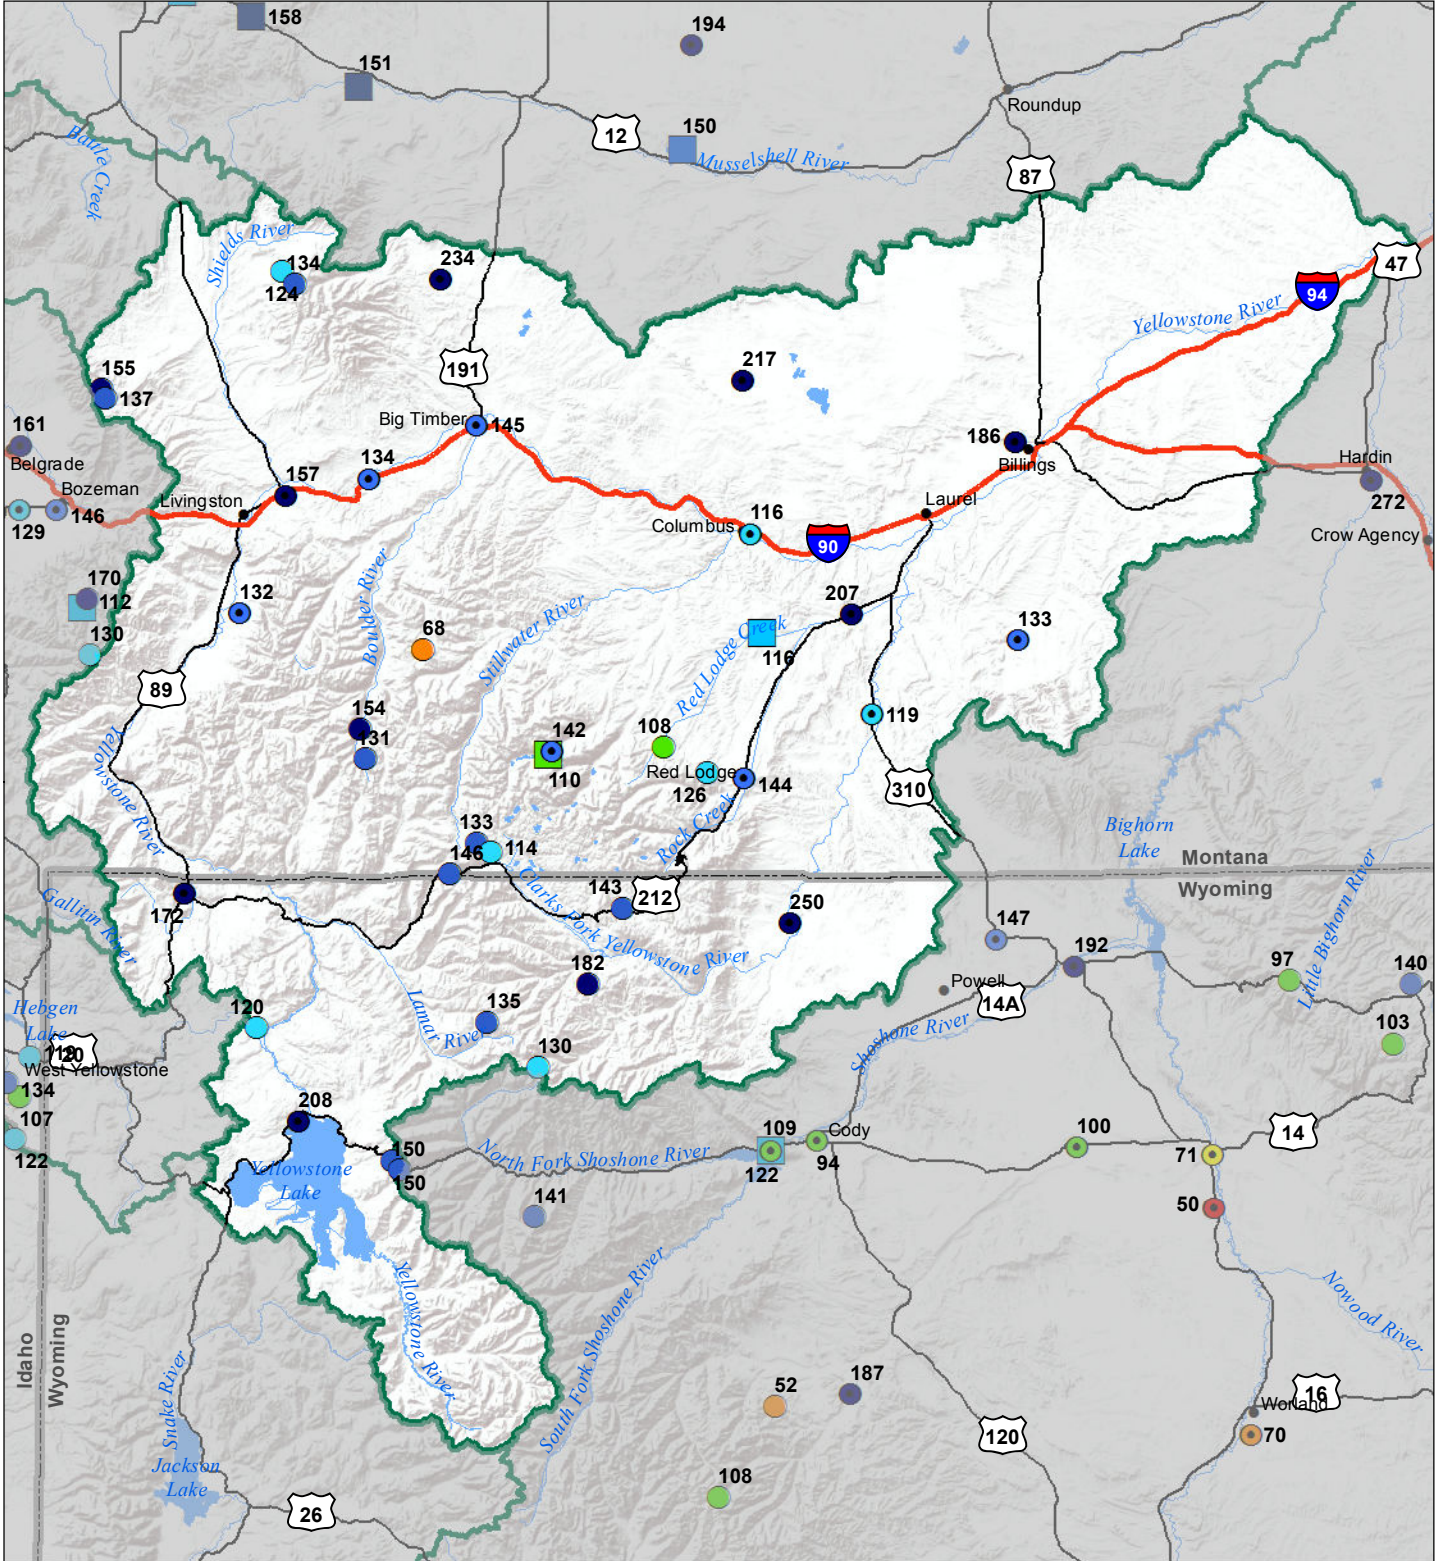 158
194
151
Roundup
12
150
Musselshell River
Battle Creek
87
Shields River
134
124
234
47
94
Yellowstone River
155
137
191
217
Big Timber
145
161
Belgrade
186
Billings
Hardin
272
134
157
Livingston
Bozeman
129
146
Laurel
116
Columbus
90
Crow Agency
170
112
130
132
Boulder River
68
Stillwater River
207
Red Lodge Creek
116
133
89
154
131
142
110
108
Red Lodge
126
144
119
310
Yellowstone River
Rock Creek
133
114
146
Bighorn
Lake
Montana
Wyoming
143
212
172
Gallitin River
Clarks Fork Yellowstone River
250
147
192
97
140
Little Bighorn River
182
Powell
14A
Hebgen
Lake
120
Lamar River
135
Shoshone River
103
119
20
West Yellowstone
130
134
107
122
208
150
150
Yellowstone
Lake
North Fork Shoshone River
109
122
Cody
94
100
14
71
50
141
Yellowstone River
South Fork Shoshone River
Nowood River
Idaho
Wyoming
Snake River
52
187
16
Worland
70
120
Jackson
Lake
26
108